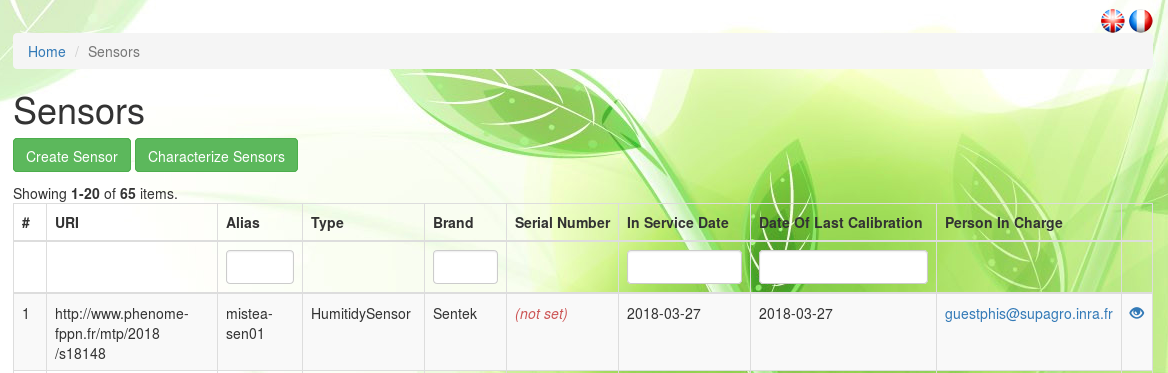 Home / Sensors
Sensors
Create Sensor Characterize Sensors
Showing 1-20 of 65 items.
# URI Alias Type Brand Serial Number In Service Date Date Of Last Calibration Person In Charge
1 http://www.phenome- mistea- HumitidySensor Sentek (not set) 2018-03-27 2018-03-27 guestphis@supagro.inra.fr
fppn.fr/mtp/2018 sen01
/s18148